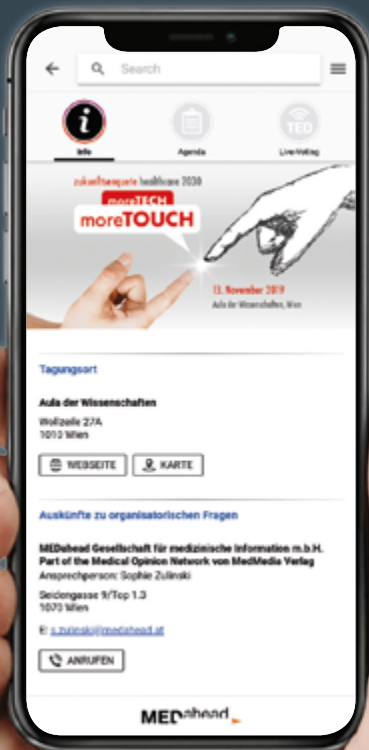 Search
Info
Agenda
Live-Voting
TED
zukunftsenquete healthcare 2030
moreTECH
moreTOUCH
13. November 2019
Aula der Wissenschaften, Wien
Tagungsort
Aula der Wissenschaften
Wollzeile 27A
1010 Wien
WEBSEITE
KARTE
Auskünfte zu organisatorischen Fragen
MEDahead Gesellschaft für medizinische Information m.b.H.
Part of the Medical Opinion Network von MedMedia Verlag
Ansprechperson: Sophie Zulinski
Seidengasse 9/Top 1.3
1070 Wien
E: s.zulinski@medahead.at
ANRUFEN
MEDahead